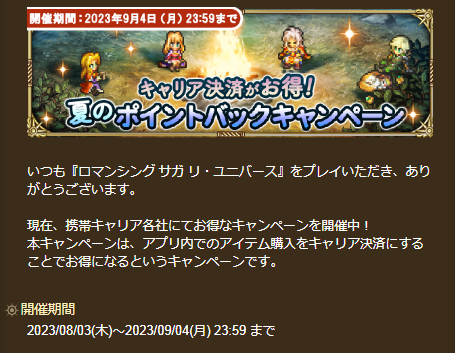 開催期間：2023年9月4日（月）23:59まで
キャリア決済がお得！
夏のポイントバックキャンペーン
いつも『ロマンシング サガ リ・ユニバース』をプレイいただき、あり
がとうございます。
現在、携帯キャリア各社にてお得なキャンペーンを開催中！
本キャンペーンは、アプリ内でのアイテム購入をキャリア決済にする
ことでお得になるというキャンペーンです。
開催期間
2023/08/03(木)～2023/09/04(月) 23:59 まで